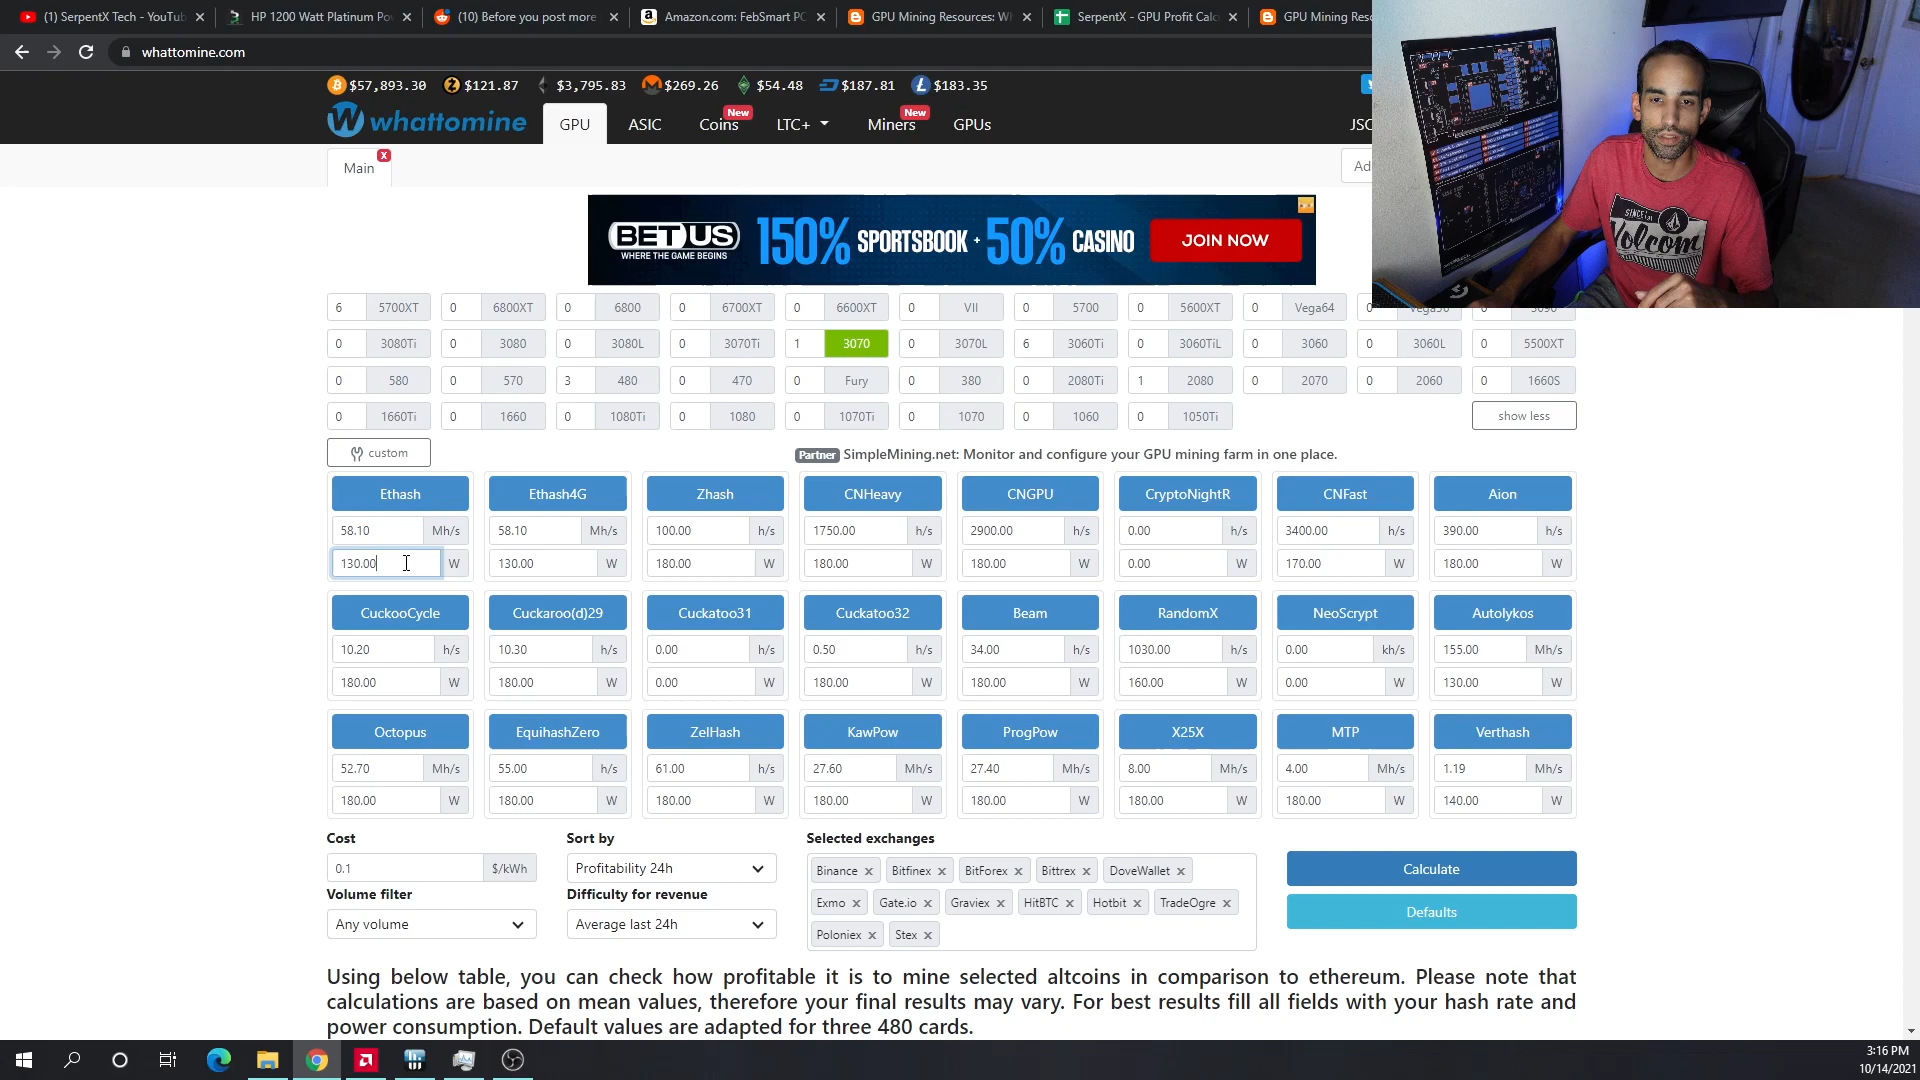 (1) SerpentX Tech - YouTub
HP 1200 Watt Platinum Po
(10) Before you post more
Amazon.com: FebSmart PC
GPU Mining Resources: Wh
SerpentX - GPU Profit Calc
GPU Mining Reso
whattomine.com
$57,893.30 $121.87 $3,795.83 $269.26 $54.48 $187.81 $183.35
whattomine
GPU ASIC Coins New LTC+ Miners New GPUs JSO
Main x
Ad
BETUS WHERE THE GAME BEGINS 150% SPORTSBOOK + 50% CASINO JOIN NOW
6 5700XT 0 6800XT 0 6800 0 6700XT 0 6600XT 0 VII 0 5700 0 5600XT 0 Vega64 0 Vega56 0 3090
0 3080Ti 0 3080 0 3080L 0 3070Ti 1 3070 0 3070L 6 3060Ti 0 3060TiL 0 3060 0 3060L 0 5500XT
0 580 0 570 3 480 0 470 0 Fury 0 380 0 2080Ti 1 2080 0 2070 0 2060 0 1660S
0 1660Ti 0 1660 0 1080Ti 0 1080 0 1070Ti 0 1070 0 1060 0 1050Ti show less
custom
Partner SimpleMining.net: Monitor and configure your GPU mining farm in one place.
Ethash Ethash4G Zhash CNHeavy CNGPU CryptoNightR CNFast Aion
58.10 Mh/s 58.10 Mh/s 100.00 h/s 1750.00 h/s 2900.00 h/s 0.00 h/s 3400.00 h/s 390.00 h/s
130.00 W 130.00 W 180.00 W 180.00 W 180.00 W 0.00 W 170.00 W 180.00 W
CuckooCycle Cuckaroo(d)29 Cuckatoo31 Cuckatoo32 Beam RandomX NeoScrypt Autolykos
10.20 h/s 10.30 h/s 0.00 h/s 0.50 h/s 34.00 h/s 1030.00 h/s 0.00 kh/s 155.00 Mh/s
180.00 W 180.00 W 0.00 W 180.00 W 180.00 W 160.00 W 0.00 W 130.00 W
Octopus EquihashZero ZelHash KawPow ProgPow X25X MTP Verthash
52.70 Mh/s 55.00 h/s 61.00 h/s 27.60 Mh/s 27.40 Mh/s 8.00 Mh/s 4.00 Mh/s 1.19 Mh/s
180.00 W 180.00 W 180.00 W 180.00 W 180.00 W 180.00 W 180.00 W 140.00 W
Cost Sort by Selected exchanges
0.1 $/kWh Profitability 24h Binance × Bitfinex × BitForex × Bittrex × DoveWallet × Calculate
Volume filter Difficulty for revenue Exmo × Gate.io × Graviex × HitBTC × Hotbit × TradeOgre × Defaults
Any volume Average last 24h Poloniex × Stex ×
Using below table, you can check how profitable it is to mine selected altcoins in comparison to ethereum. Please note that
calculations are based on mean values, therefore your final results may vary. For best results fill all fields with your hash rate and
power consumption. Default values are adapted for three 480 cards.
SINCE
Volcom
3:16 PM
10/14/2021